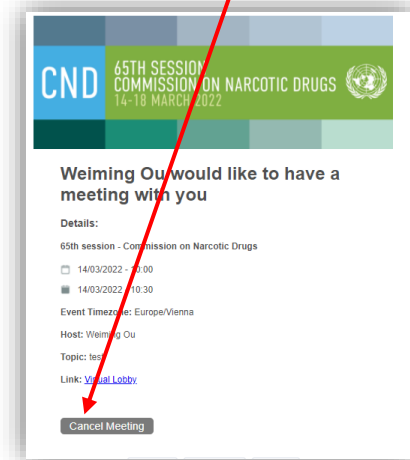 CND
65TH SESSION
COMMISSION ON NARCOTIC DRUGS
14-18 MARCH 2022
Weiming Ou would like to have a
meeting with you
Details:
65th session - Commission on Narcotic Drugs
14/03/2022 - 10:00
14/03/2022 - 10:30
Event Timezone: Europe/Vienna
Host: Weiming Ou
Topic: test
Link: Virtual Lobby
Cancel Meeting